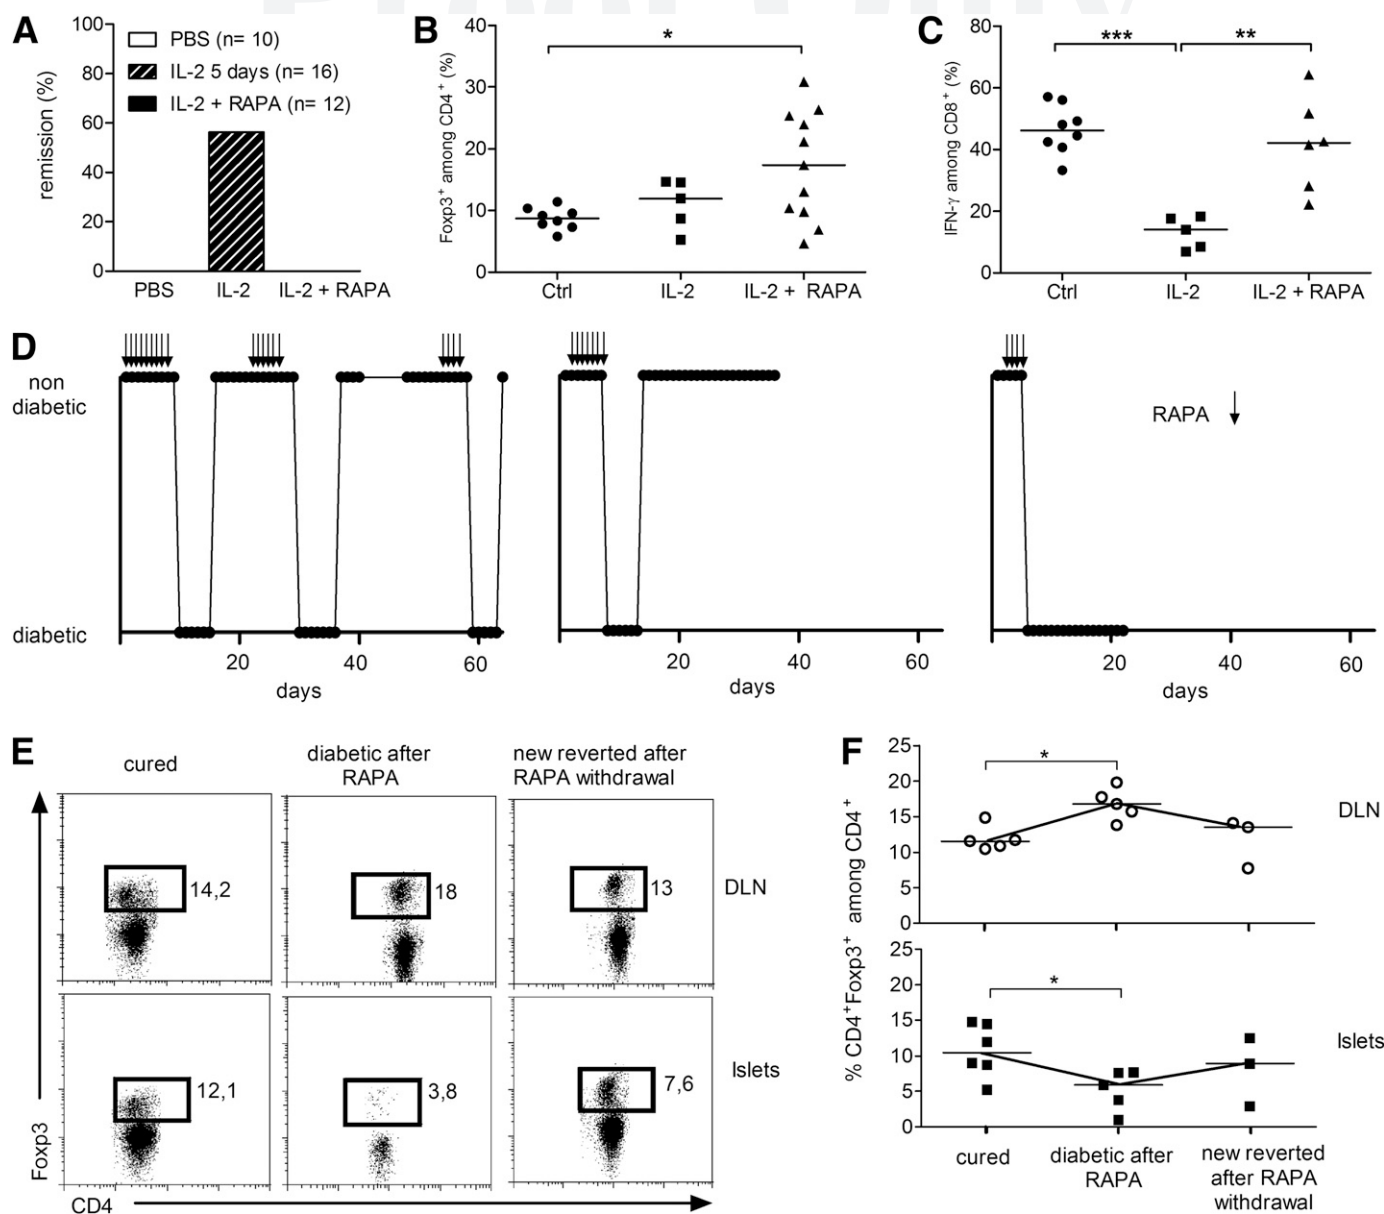 A
remission (%)
100
80
60
40
20
0
PBS (n= 10)
IL-2 5 days (n= 16)
IL-2 + RAPA (n= 12)
PBS
IL-2
IL-2 + RAPA
B
Foxp3+ among CD4+ (%)
40
30
20
10
0
*
Ctrl
IL-2
IL-2 + RAPA
C
IFN-γ among CD8+ (%)
80
60
40
20
0
***
**
Ctrl
IL-2
IL-2 + RAPA
D
non
diabetic
diabetic
20
40
60
days
20
40
60
days
RAPA
20
40
60
days
E
cured
diabetic after
RAPA
new reverted after
RAPA withdrawal
14,2
18
13
DLN
12,1
3,8
7,6
Islets
Foxp3
CD4
F
% CD4+Foxp3+ among CD4+
25
20
15
10
5
0
*
DLN
25
20
15
10
5
0
*
Islets
cured
diabetic after
RAPA
new reverted
after RAPA
withdrawal